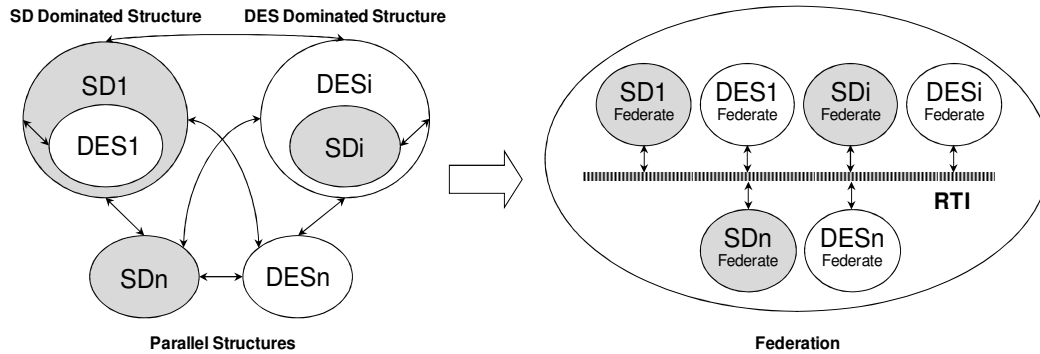 SD Dominated Structure
DES Dominated Structure
SD1
DES1
DESi
SDi
SDn
DESn
Parallel Structures
SD1
Federate
DES1
Federate
SDi
Federate
DESi
Federate
RTI
SDn
Federate
DESn
Federate
Federation